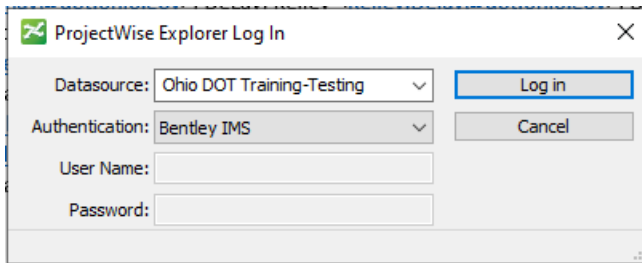 ProjectWise Explorer Log In
Datasource: Ohio DOT Training-Testing Log in
Authentication: Bentley IMS Cancel
User Name:
Password: